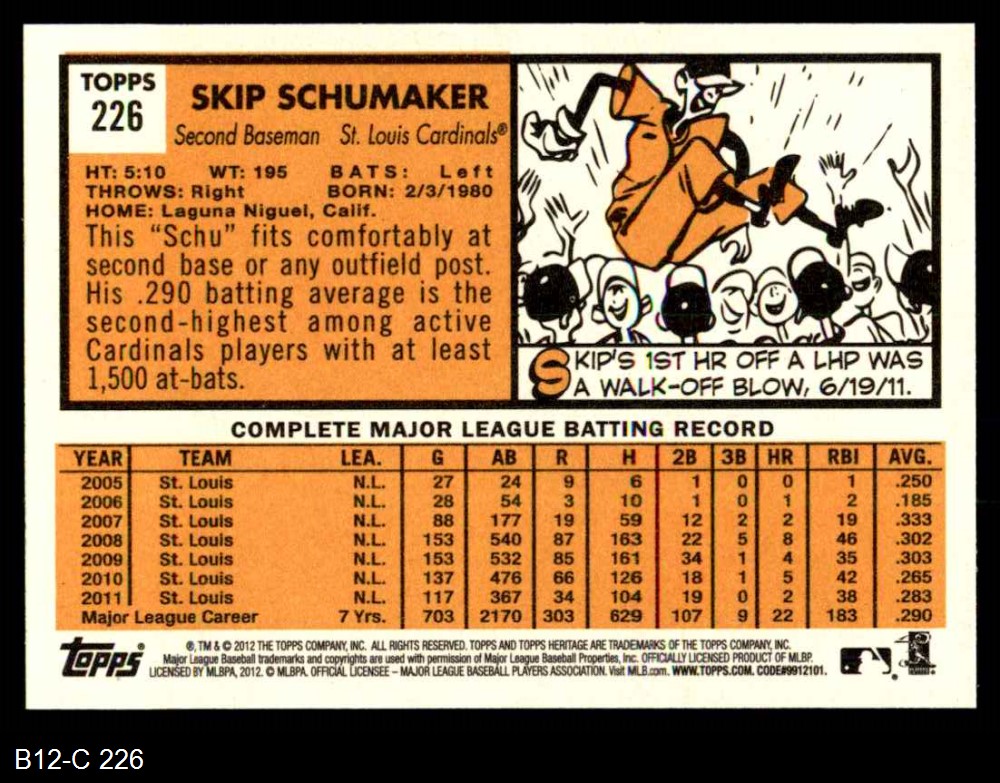 TOPPS
226
SKIP SCHUMAKER
Second Baseman St. Louis Cardinals®
HT: 5:10 WT: 195 BATS: Left
THROWS: Right BORN: 2/3/1980
HOME: Laguna Niguel, Calif.
This “Schu” fits comfortably at
second base or any outfield post.
His .290 batting average is the
second-highest among active
Cardinals players with at least
1,500 at-bats.
SKIP'S 1ST HR OFF A LHP WAS
A WALK-OFF BLOW, 6/19/11.
COMPLETE MAJOR LEAGUE BATTING RECORD
YEAR TEAM LEA. G AB R H 2B 3B HR RBI AVG.
2005 St. Louis N.L. 27 24 9 6 1 0 0 1 .250
2006 St. Louis N.L. 28 54 3 10 1 0 1 2 .185
2007 St. Louis N.L. 88 177 19 59 12 2 2 19 .333
2008 St. Louis N.L. 153 540 87 163 22 5 8 46 .302
2009 St. Louis N.L. 153 532 85 161 34 1 4 35 .303
2010 St. Louis N.L. 137 476 66 126 18 1 5 42 .265
2011 St. Louis N.L. 117 367 34 104 19 0 2 38 .283
Major League Career 7 Yrs. 703 2170 303 629 107 9 22 183 .290
Topps®
®, TM & © 2012 THE TOPPS COMPANY, INC. ALL RIGHTS RESERVED. TOPPS AND TOPPS HERITAGE ARE TRADEMARKS OF THE TOPPS COMPANY, INC.
Major League Baseball trademarks and copyrights are used with permission of Major League Baseball Properties, Inc. OFFICIALLY LICENSED PRODUCT OF MLBP.
LICENSED BY MLBPA, 2012. © MLBPA. OFFICIAL LICENSEE – MAJOR LEAGUE BASEBALL PLAYERS ASSOCIATION. Visit MLB.com. WWW.TOPPS.COM. CODE#9912101.
B12-C 226